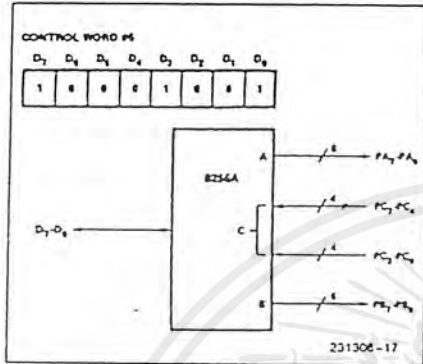 CONTROL WORD #5
D7 D6 D5 D4 D3 D2 D1 D0
1 0 0 0 1 0 0 1
A
8
PA7-PA0
8255A
4
PC7-PC4
D7-D0
C
4
PC3-PC0
B
8
PB7-PB0
231308-17